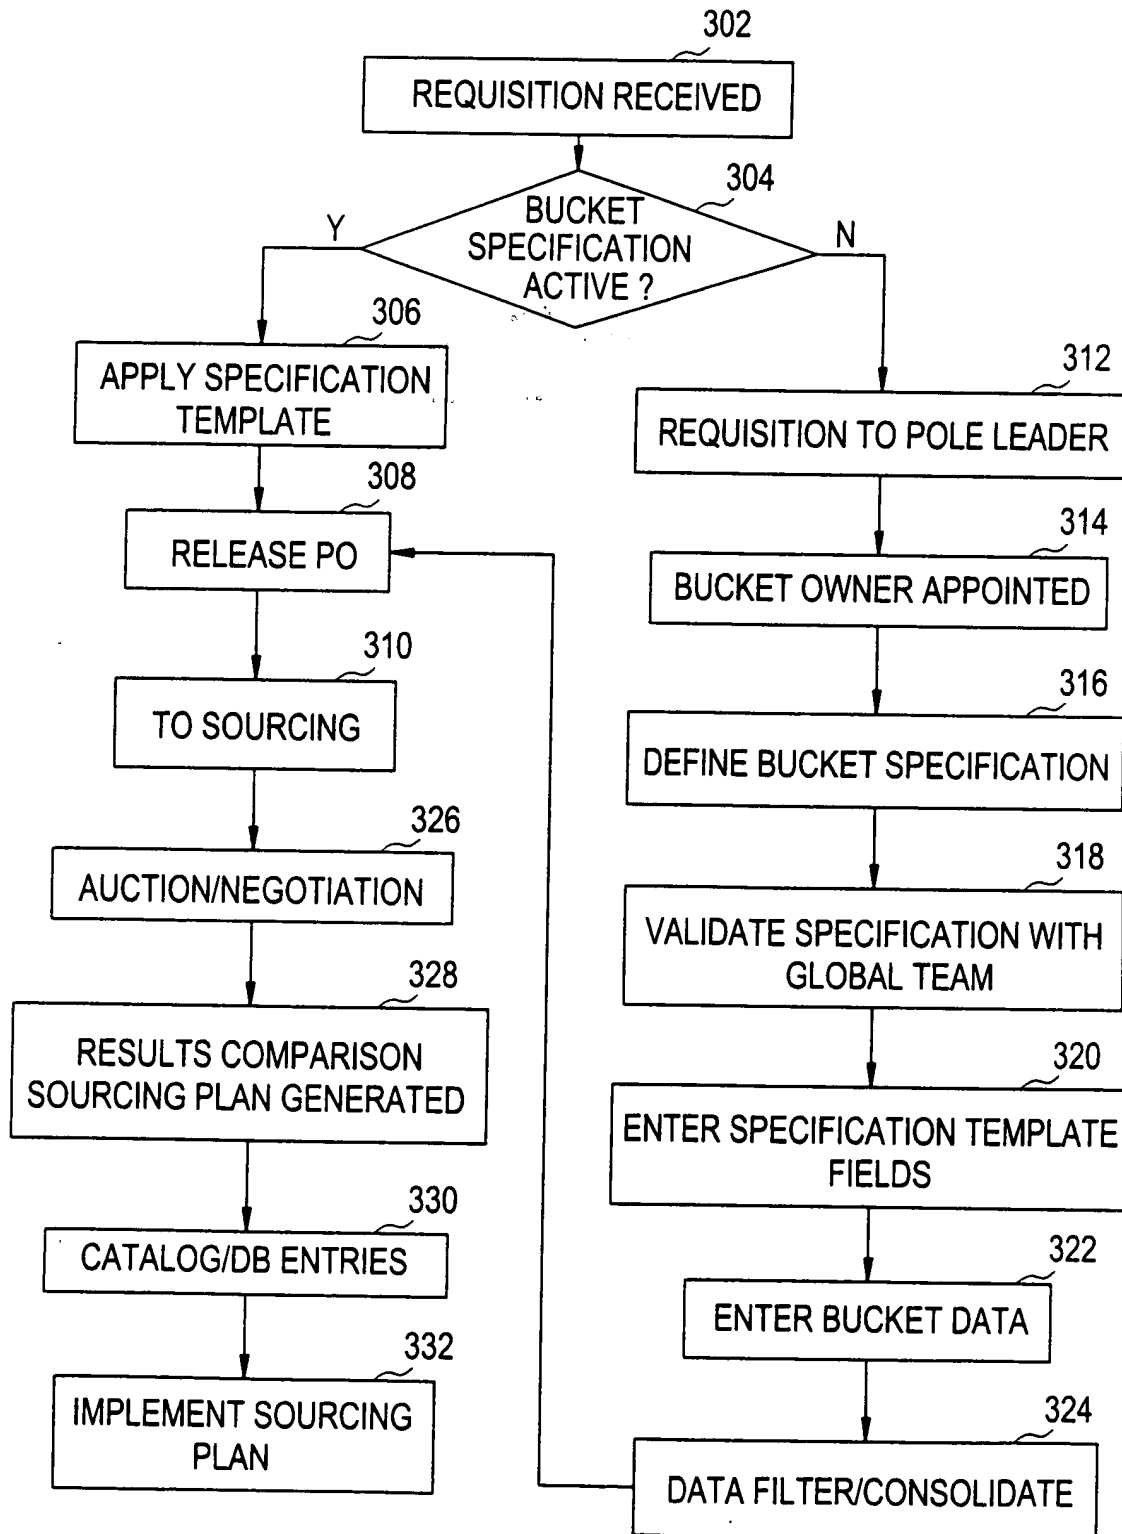 302
REQUISITION RECEIVED
304
BUCKET
SPECIFICATION
ACTIVE ?
Y
N
306
APPLY SPECIFICATION
TEMPLATE
308
RELEASE PO
310
TO SOURCING
326
AUCTION/NEGOTIATION
328
RESULTS COMPARISON
SOURCING PLAN GENERATED
330
CATALOG/DB ENTRIES
332
IMPLEMENT SOURCING
PLAN
312
REQUISITION TO POLE LEADER
314
BUCKET OWNER APPOINTED
316
DEFINE BUCKET SPECIFICATION
318
VALIDATE SPECIFICATION WITH
GLOBAL TEAM
320
ENTER SPECIFICATION TEMPLATE
FIELDS
322
ENTER BUCKET DATA
324
DATA FILTER/CONSOLIDATE